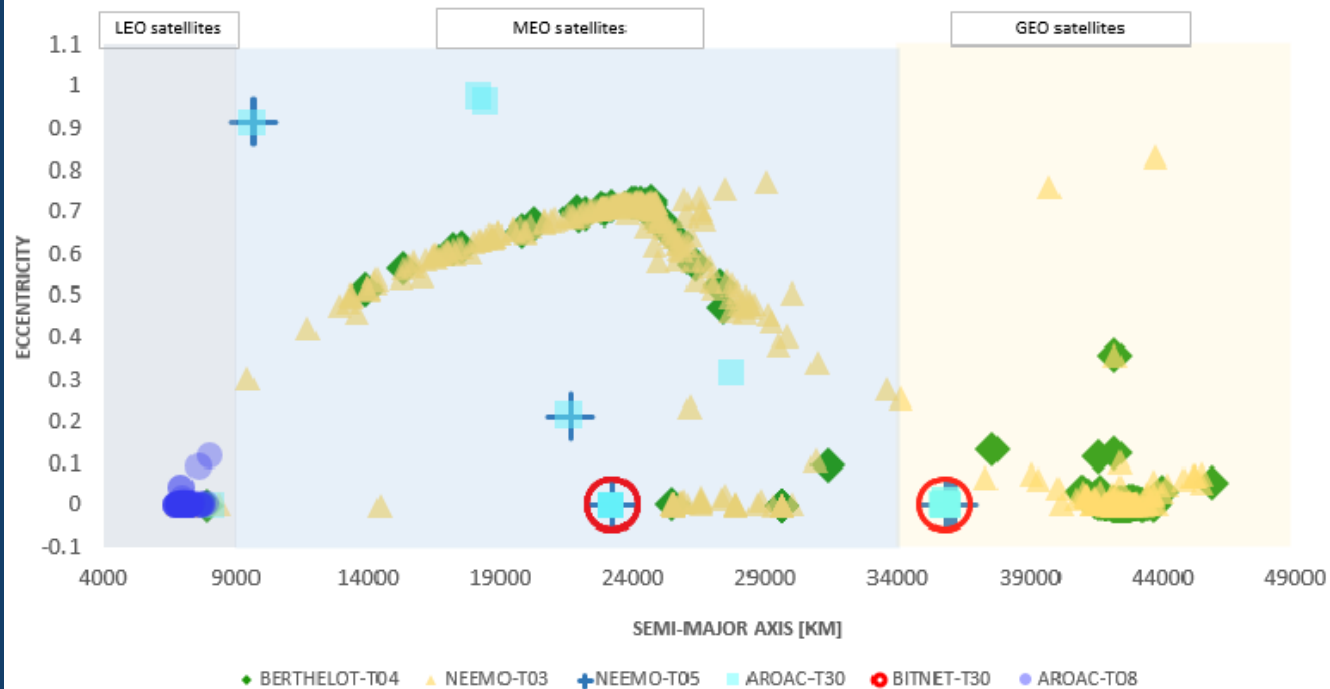 LEO satellites
MEO satellites
GEO satellites
1.1
1
0.9
0.8
0.7
0.6
0.5
0.4
0.3
0.2
0.1
0
-0.1
ECCENTRICITY
4000 9000 14000 19000 24000 29000 34000 39000 44000 49000
SEMI-MAJOR AXIS [KM]
BERTHELOT-T04 NEEMO-T03 NEEMO-T05 AROAC-T30 BITNET-T30 AROAC-T08